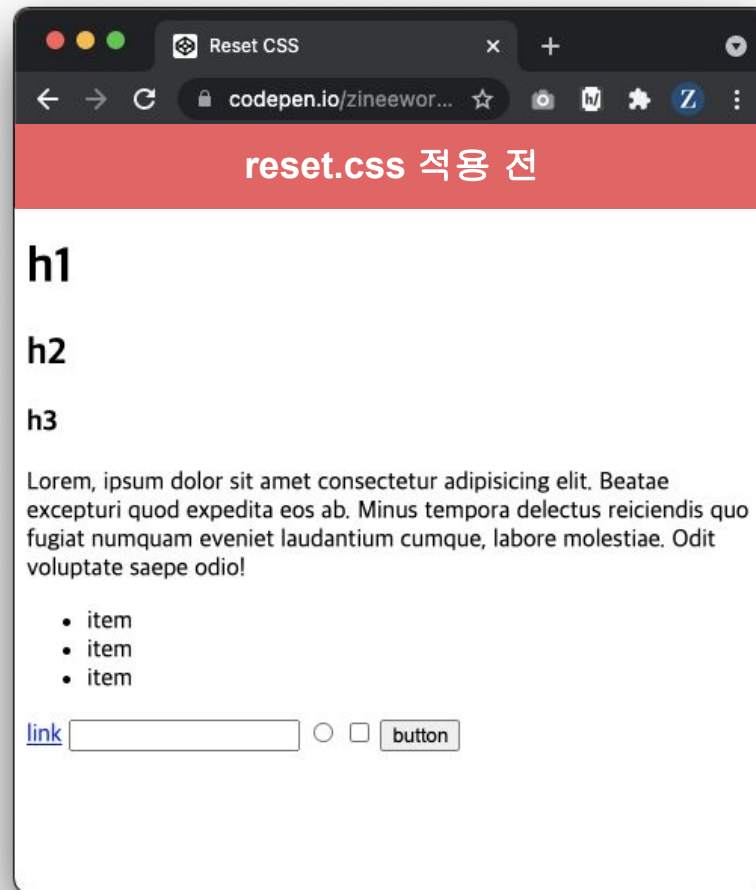 Reset CSS
codepen.io/zineewor...
h/
Z
reset.css 적용 전
h1
h2
h3
Lorem, ipsum dolor sit amet consectetur adipisicing elit. Beatae
excepturi quod expedita eos ab. Minus tempora delectus reiciendis quo
fugiat numquam eveniet laudantium cumque, labore molestiae. Odit
voluptate saepe odio!
item
item
item
link button